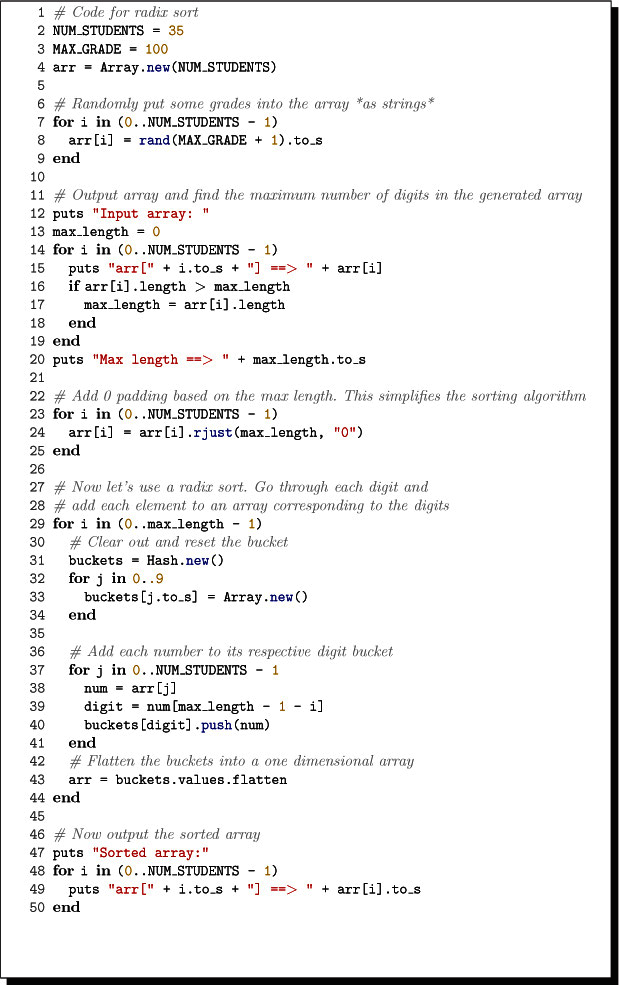 1 # Code for radix sort
2 NUM_STUDENTS = 35
3 MAX_GRADE = 100
4 arr = Array.new(NUM_STUDENTS)
5
6 # Randomly put some grades into the array *as strings*
7 for i in (0..NUM_STUDENTS - 1)
8   arr[i] = rand(MAX_GRADE + 1).to_s
9 end
10
11 # Output array and find the maximum number of digits in the generated array
12 puts "Input array: "
13 max_length = 0
14 for i in (0..NUM_STUDENTS - 1)
15   puts "arr[" + i.to_s + "] ==> " + arr[i]
16   if arr[i].length > max_length
17     max_length = arr[i].length
18   end
19 end
20 puts "Max length ==> " + max_length.to_s
21
22 # Add 0 padding based on the max length. This simplifies the sorting algorithm
23 for i in (0..NUM_STUDENTS - 1)
24   arr[i] = arr[i].rjust(max_length, "0")
25 end
26
27 # Now let's use a radix sort. Go through each digit and
28 # add each element to an array corresponding to the digits
29 for i in (0..max_length - 1)
30   # Clear out and reset the bucket
31   buckets = Hash.new()
32   for j in 0..9
33     buckets[j.to_s] = Array.new()
34   end
35
36   # Add each number to its respective digit bucket
37   for j in 0..NUM_STUDENTS - 1
38     num = arr[j]
39     digit = num[max_length - 1 - i]
40     buckets[digit].push(num)
41   end
42   # Flatten the buckets into a one dimensional array
43   arr = buckets.values.flatten
44 end
45
46 # Now output the sorted array
47 puts "Sorted array:"
48 for i in (0..NUM_STUDENTS - 1)
49   puts "arr[" + i.to_s + "] ==> " + arr[i].to_s
50 end